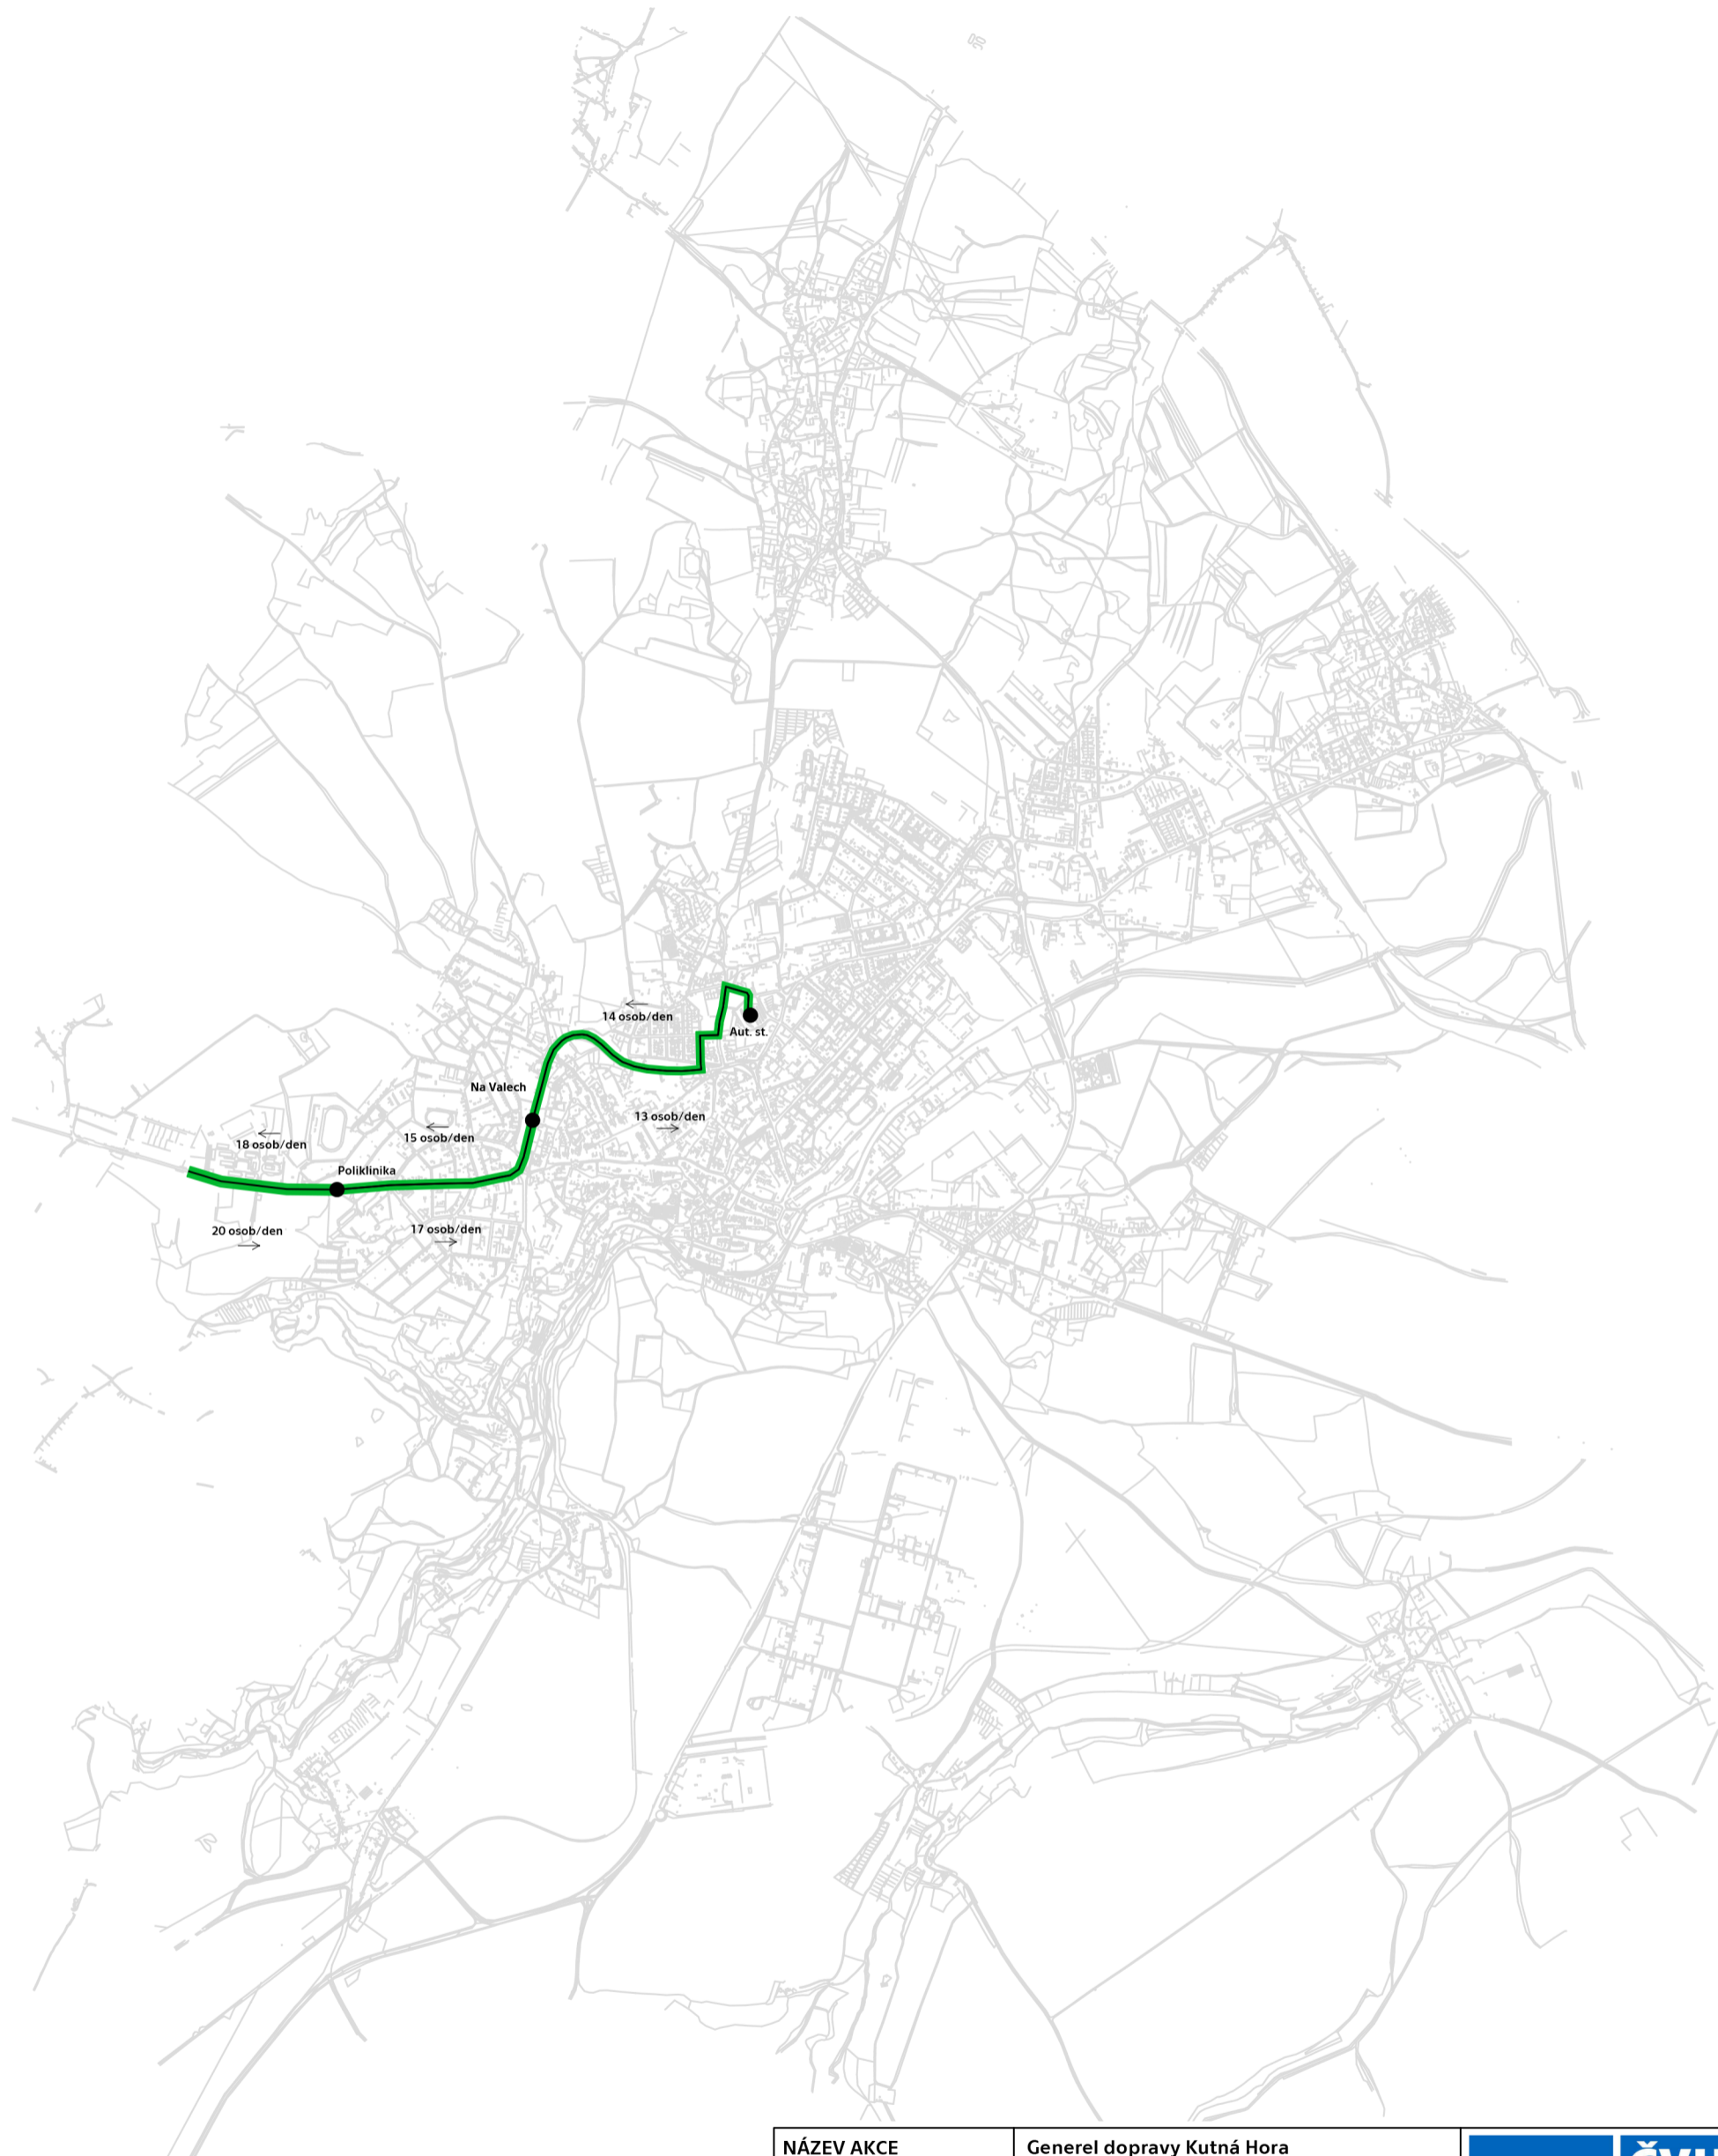 14 osob/den
Aut. st.
Na Valech
13 osob/den
15 osob/den
18 osob/den
Poliklinika
17 osob/den
20 osob/den
NÁZEV AKCE
Generel dopravy Kutná Hora